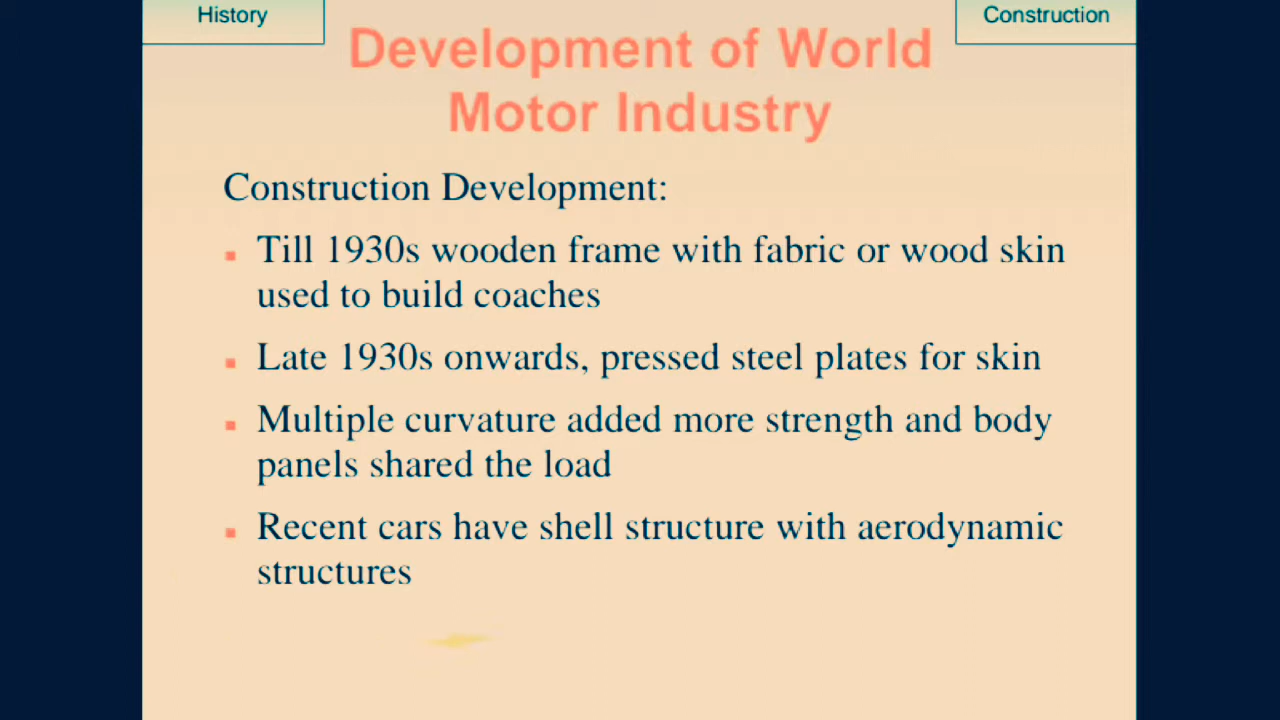 History
Construction
Development of World
Motor Industry
Construction Development:
Till 1930s wooden frame with fabric or wood skin
used to build coaches
Late 1930s onwards, pressed steel plates for skin
Multiple curvature added more strength and body
panels shared the load
Recent cars have shell structure with aerodynamic
structures